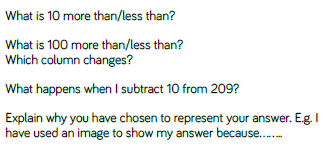 What is 10 more than/less than?
What is 100 more than/less than?
Which column changes?
What happens when I subtract 10 from 209?
Explain why you have chosen to represent your answer. E.g. I
have used an image to show my answer because.......